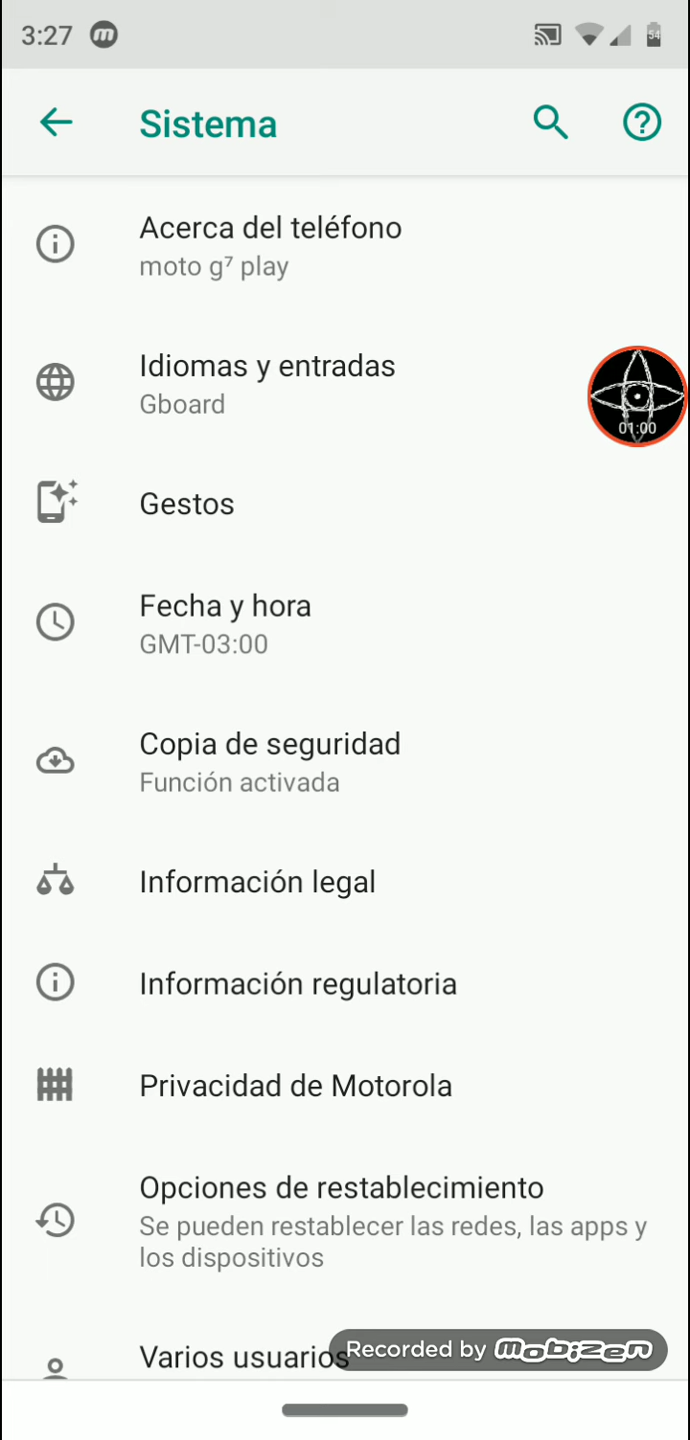 3:27
54
Sistema
Acerca del teléfono
moto g⁷ play
Idiomas y entradas
Gboard
01:00
Gestos
Fecha y hora
GMT-03:00
Copia de seguridad
Función activada
Información legal
Información regulatoria
Privacidad de Motorola
Opciones de restablecimiento
Se pueden restablecer las redes, las apps y
los dispositivos
Varios usuarios
Recorded by mobizen